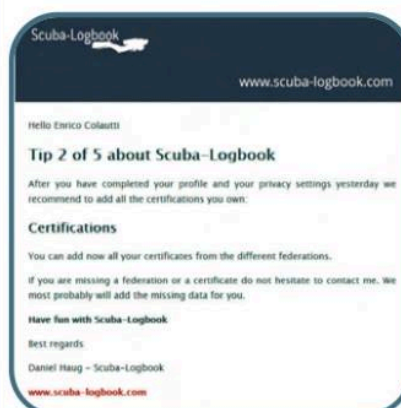 Scuba-Logbook
www.scuba-logbook.com
Hello Enrico Colautti
Tip 2 of 5 about Scuba-Logbook
After you have completed your profile and your privacy settings yesterday we
recommend to add all the certifications you own:
Certifications
You can add now all your certificates from the different federations.
If you are missing a federation or a certificate do not hesitate to contact me. We
most probably will add the missing data for you.
Have fun with Scuba-Logbook
Best regards
Daniel Haug - Scuba-Logbook
www.scuba-logbook.com